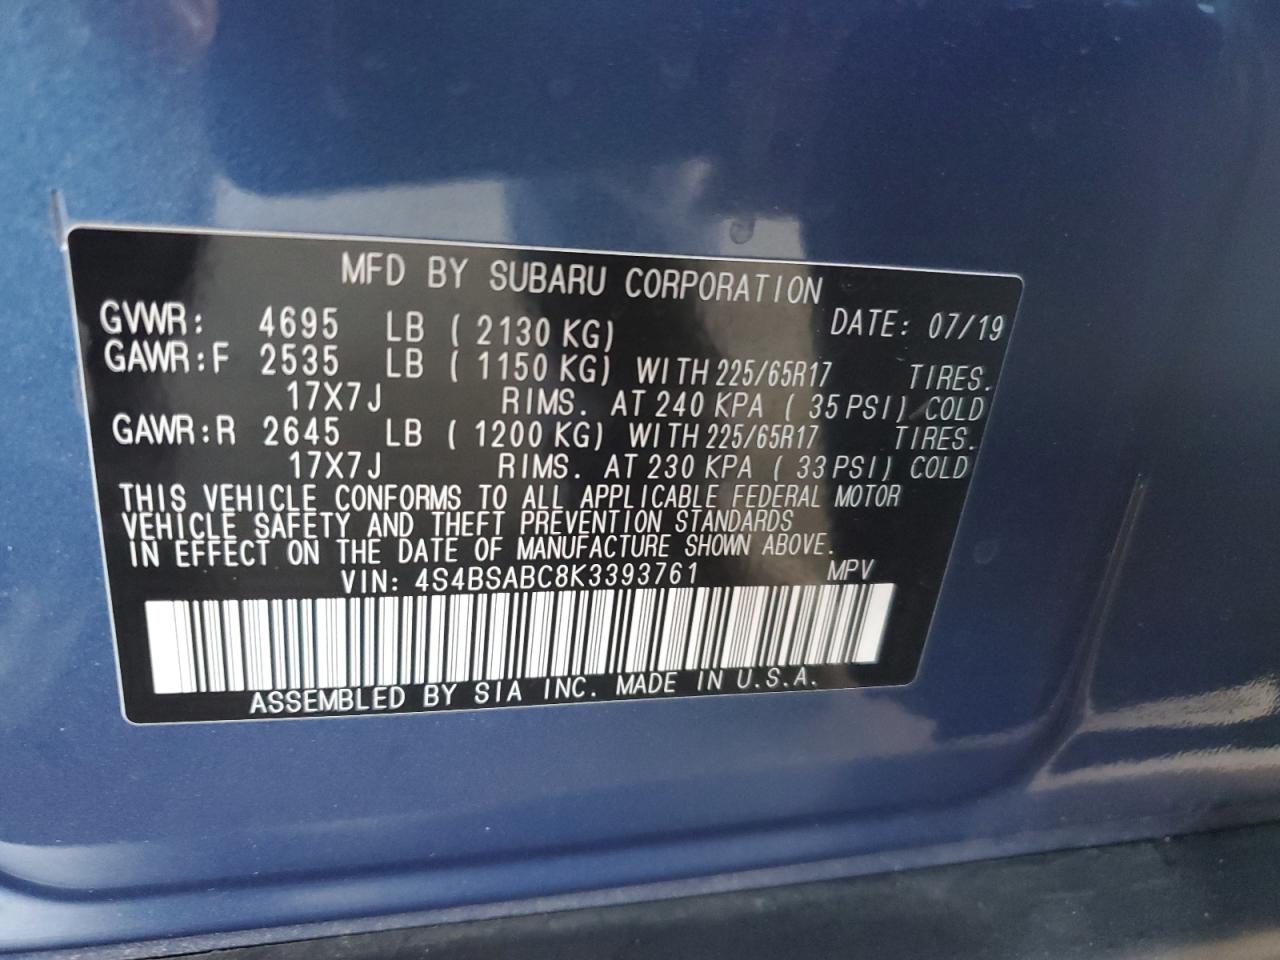 MFD BY SUBARU CORPORATION
GVWR: 4695 LB ( 2130 KG) DATE: 07/19
GAWR:F 2535 LB ( 1150 KG) WITH 225/65R17 TIRES.
17X7J RIMS. AT 240 KPA ( 35 PSI) COLD
GAWR:R 2645 LB ( 1200 KG) WITH 225/65R17 TIRES.
17X7J RIMS. AT 230 KPA ( 33 PSI) COLD
THIS VEHICLE CONFORMS TO ALL APPLICABLE FEDERAL MOTOR
VEHICLE SAFETY AND THEFT PREVENTION STANDARDS
IN EFFECT ON THE DATE OF MANUFACTURE SHOWN ABOVE.
VIN: 4S4BSABC8K3393761 MPV
ASSEMBLED BY SIA INC. MADE IN U.S.A.